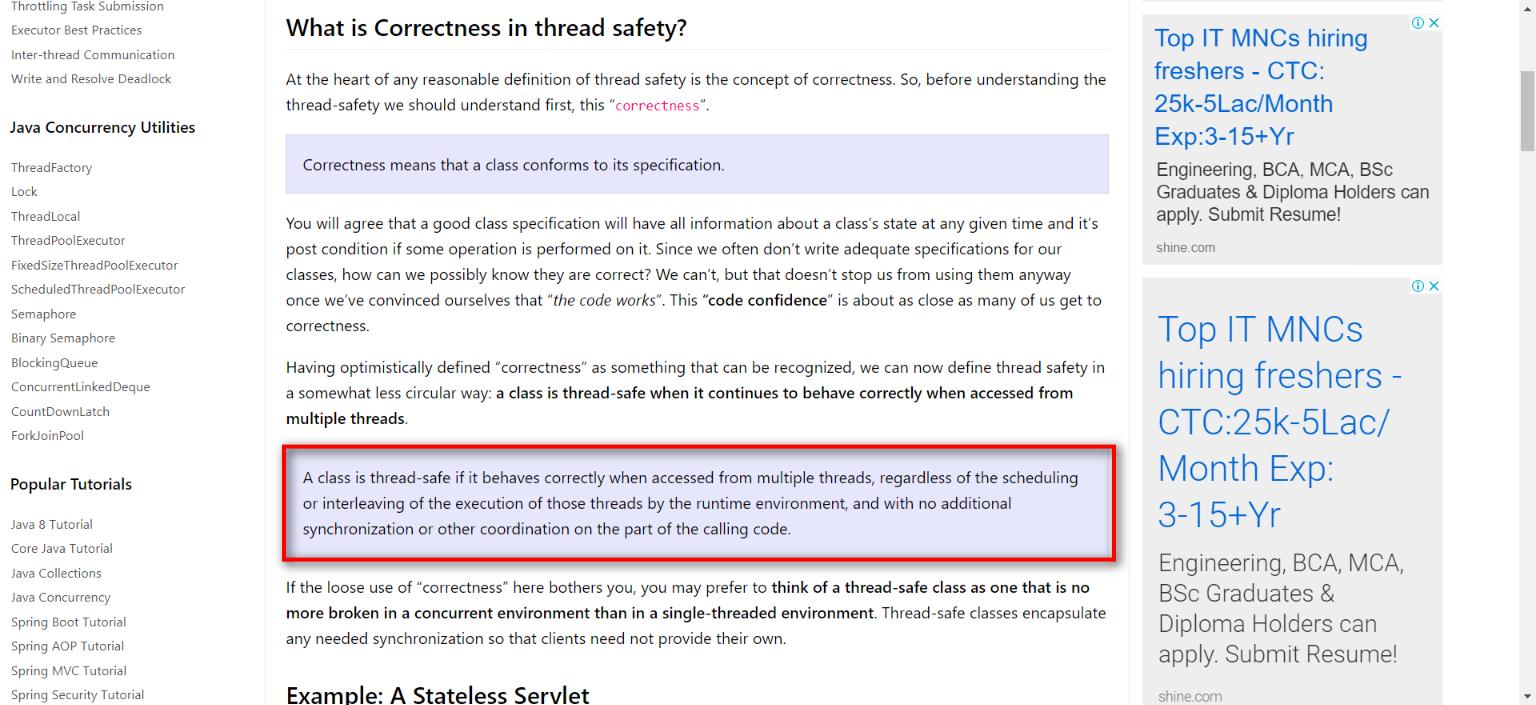 Throttling Task Submission
Executor Best Practices
Inter-thread Communication
Write and Resolve Deadlock
Java Concurrency Utilities
ThreadFactory
Lock
ThreadLocal
ThreadPoolExecutor
FixedSizeThreadPoolExecutor
ScheduledThreadPoolExecutor
Semaphore
Binary Semaphore
BlockingQueue
ConcurrentLinkedDeque
CountDownLatch
ForkJoinPool
Popular Tutorials
Java 8 Tutorial
Core Java Tutorial
Java Collections
Java Concurrency
Spring Boot Tutorial
Spring AOP Tutorial
Spring MVC Tutorial
Spring Security Tutorial
What is Correctness in thread safety?
At the heart of any reasonable definition of thread safety is the concept of correctness. So, before understanding the
thread-safety we should understand first, this “correctness“.
Correctness means that a class conforms to its specification.
You will agree that a good class specification will have all information about a class’s state at any given time and it’s
post condition if some operation is performed on it. Since we often don’t write adequate specifications for our
classes, how can we possibly know they are correct? We can’t, but that doesn’t stop us from using them anyway
once we’ve convinced ourselves that “the code works”. This “code confidence” is about as close as many of us get to
correctness.
Having optimistically defined “correctness” as something that can be recognized, we can now define thread safety in
a somewhat less circular way: a class is thread-safe when it continues to behave correctly when accessed from
multiple threads.
A class is thread-safe if it behaves correctly when accessed from multiple threads, regardless of the scheduling
or interleaving of the execution of those threads by the runtime environment, and with no additional
synchronization or other coordination on the part of the calling code.
If the loose use of “correctness” here bothers you, you may prefer to think of a thread-safe class as one that is no
more broken in a concurrent environment than in a single-threaded environment. Thread-safe classes encapsulate
any needed synchronization so that clients need not provide their own.
Example: A Stateless Servlet
Top IT MNCs hiring
freshers - CTC:
25k-5Lac/Month
Exp:3-15+Yr
Engineering, BCA, MCA, BSc
Graduates & Diploma Holders can
apply. Submit Resume!
shine.com
Top IT MNCs
hiring freshers -
CTC:25k-5Lac/
Month Exp:
3-15+Yr
Engineering, BCA, MCA,
BSc Graduates &
Diploma Holders can
apply. Submit Resume!
shine.com